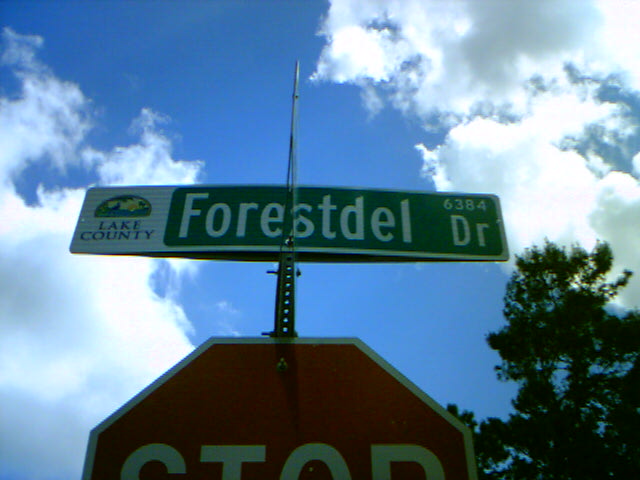 LAKE
COUNTY
Forestdel Dr
6384
STOP